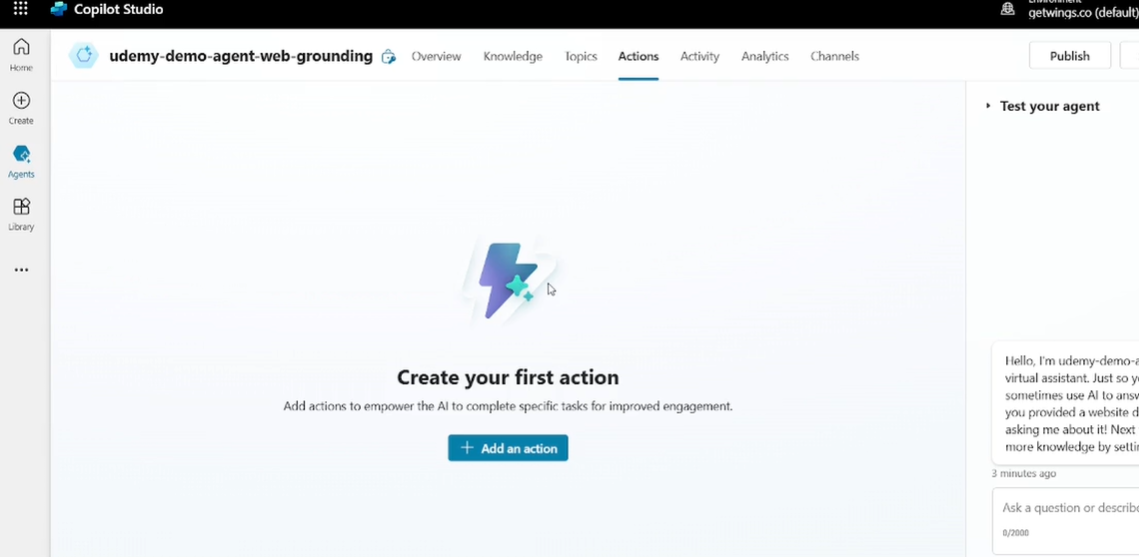 Copilot Studio
Environment
getwings.co (default)
udemy-demo-agent-web-grounding
Overview
Knowledge
Topics
Actions
Activity
Analytics
Channels
Publish
Home
Create
Agents
Library
Create your first action
Add actions to empower the AI to complete specific tasks for improved engagement.
+ Add an action
Test your agent
Hello, I'm udemy-demo-a
virtual assistant. Just so y
sometimes use AI to answ
you provided a website d
asking me about it! Next
more knowledge by setti
3 minutes ago
Ask a question or describ
0/2000